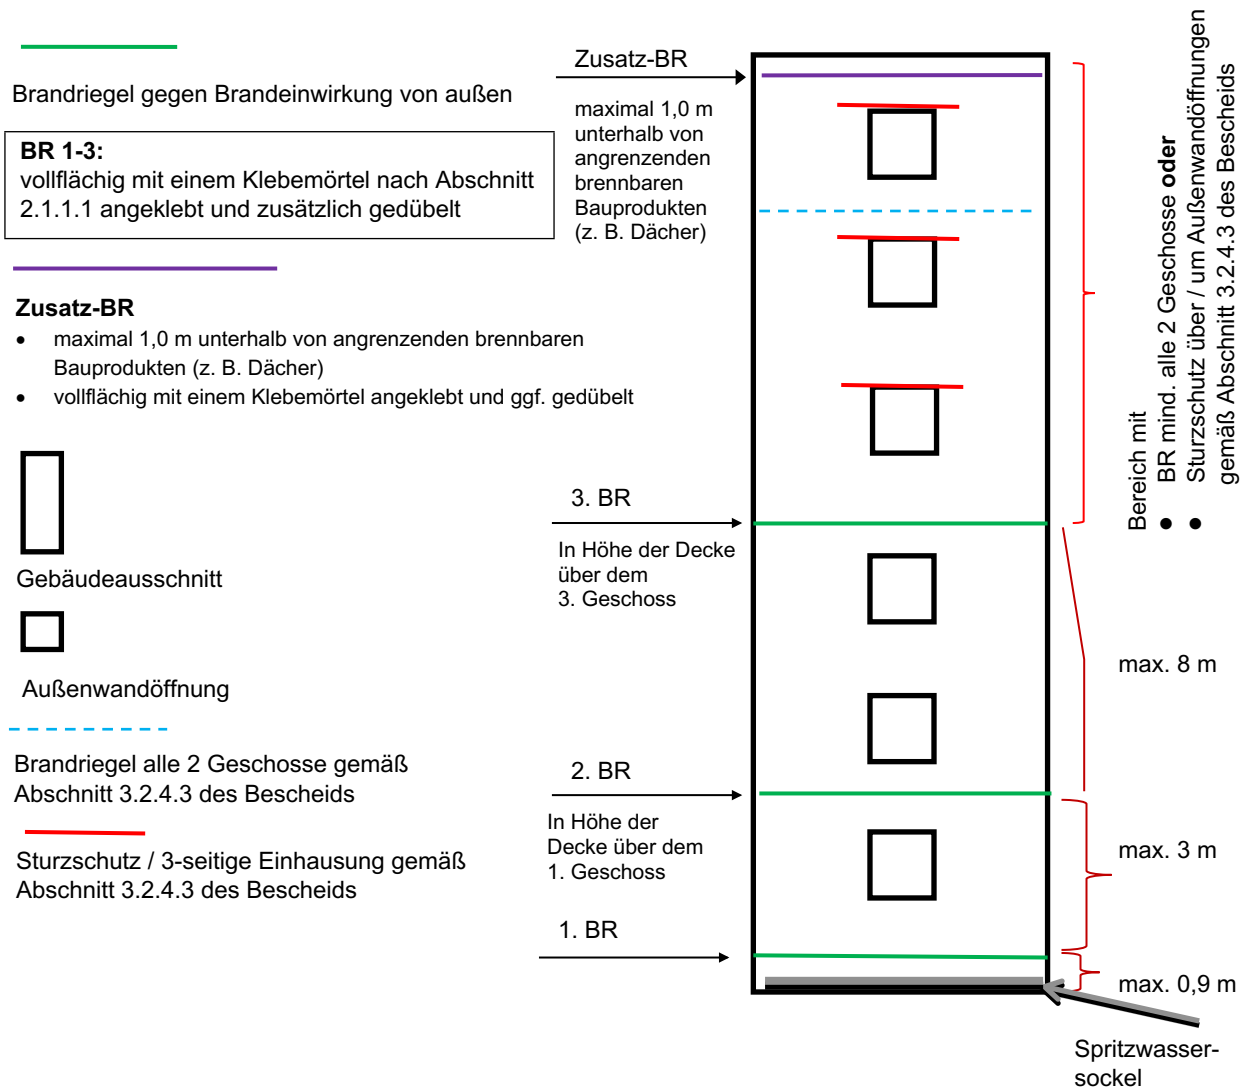 Brandriegel gegen Brandeinwirkung von außen
BR 1-3:
vollflächig mit einem Klebemörtel nach Abschnitt
2.1.1.1 angeklebt und zusätzlich gedübelt
Zusatz-BR
• maximal 1,0 m unterhalb von angrenzenden brennbaren
Bauprodukten (z. B. Dächer)
• vollflächig mit einem Klebemörtel angeklebt und ggf. gedübelt
Gebäudeausschnitt
Außenwandöffnung
Brandriegel alle 2 Geschosse gemäß
Abschnitt 3.2.4.3 des Bescheids
Sturzschutz / 3-seitige Einhausung gemäß
Abschnitt 3.2.4.3 des Bescheids
Zusatz-BR
maximal 1,0 m
unterhalb von
angrenzenden
brennbaren
Bauprodukten
(z. B. Dächer)
3. BR
In Höhe der Decke
über dem
3. Geschoss
2. BR
In Höhe der
Decke über dem
1. Geschoss
1. BR
Bereich mit
• BR mind. alle 2 Geschosse oder
• Sturzschutz über / um Außenwandöffnungen
gemäß Abschnitt 3.2.4.3 des Bescheids
max. 8 m
max. 3 m
max. 0,9 m
Spritzwasser-
sockel